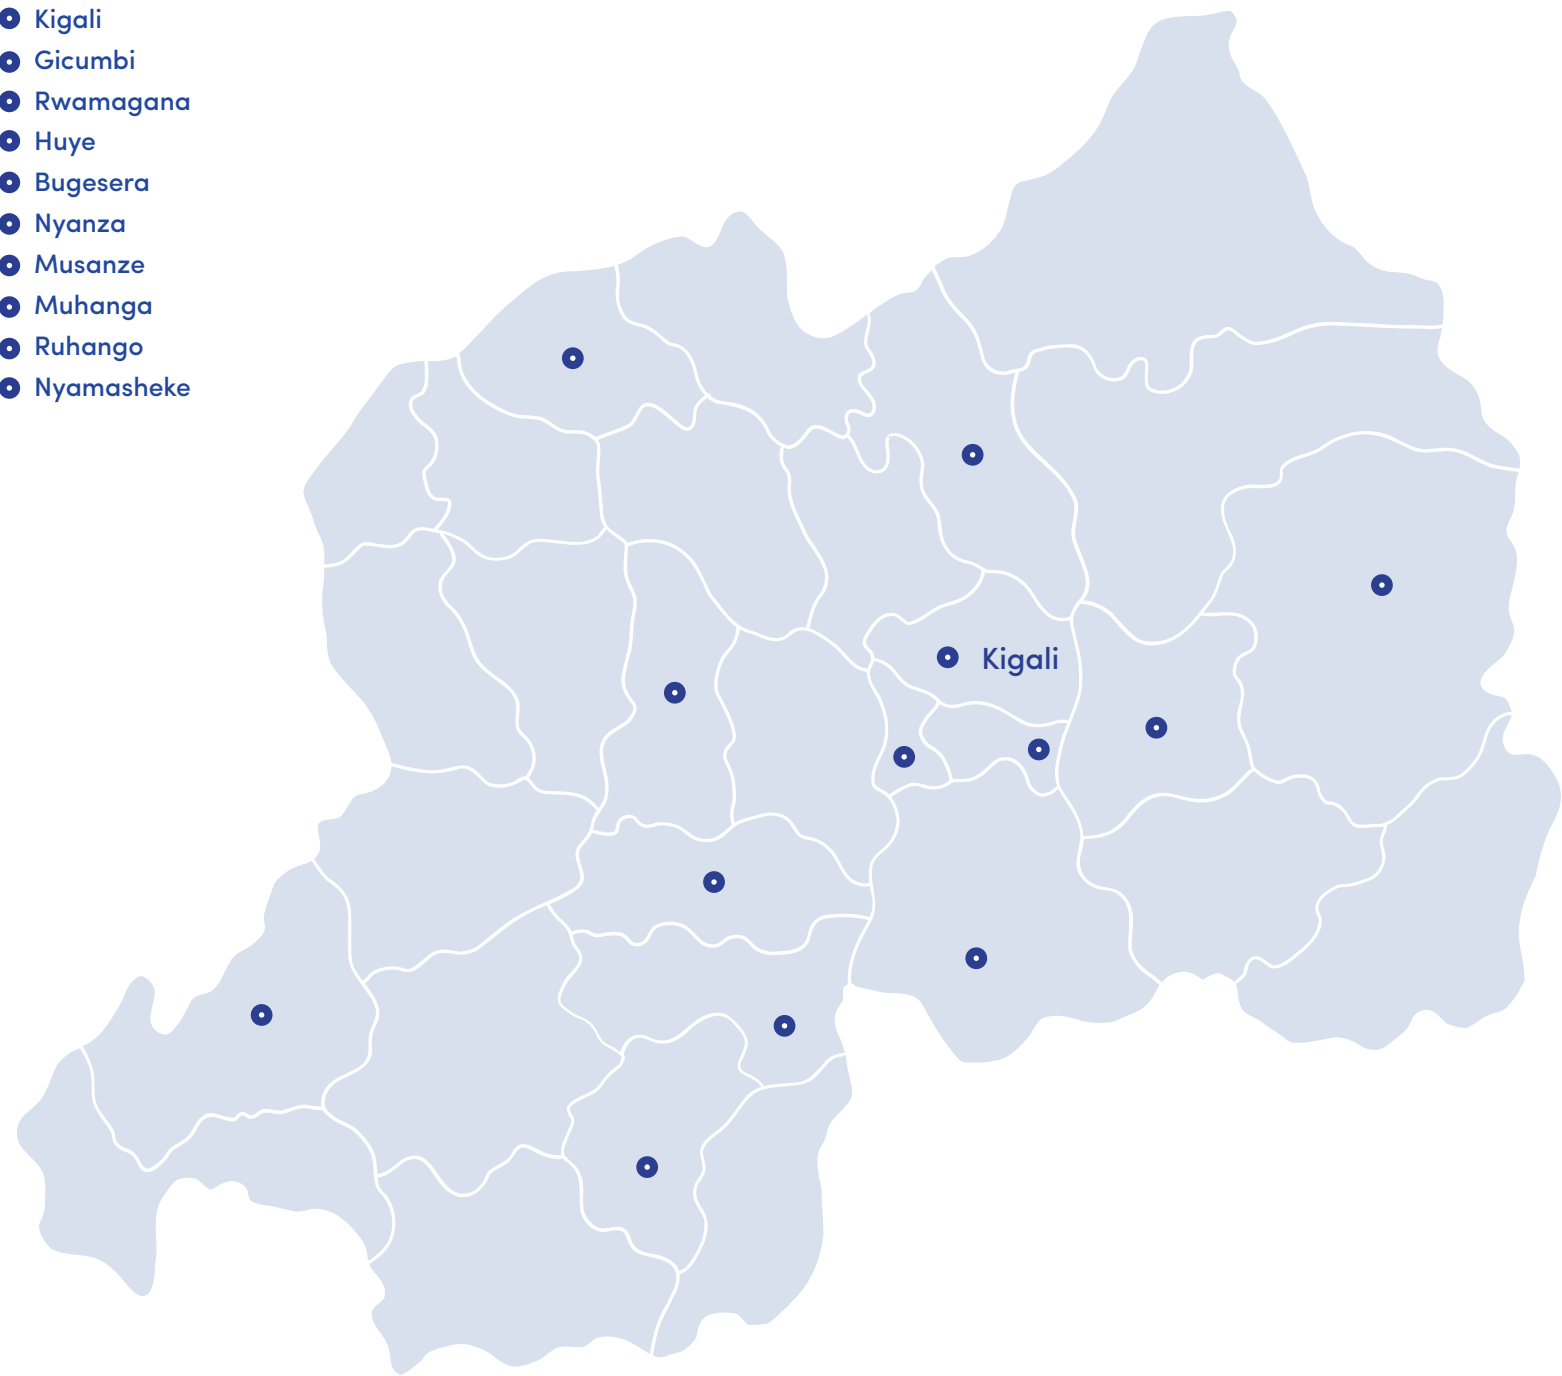 Kigali
Gicumbi
Rwamagana
Huye
Bugesera
Nyanza
Musanze
Muhanga
Ruhango
Nyamasheke
Kigali